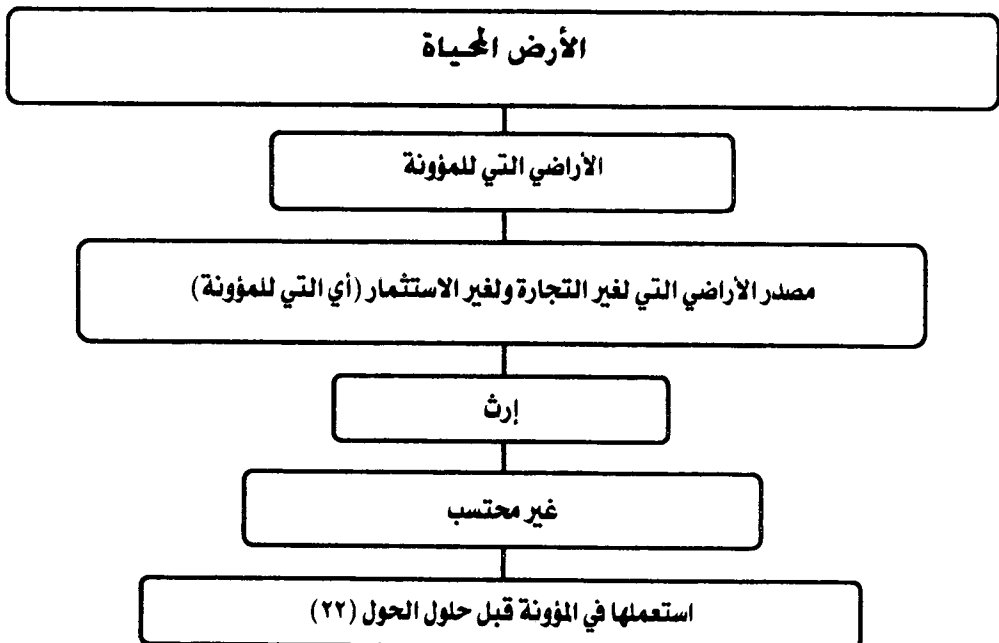 الأرض المحياة
الأراضي التي للمؤونة
مصدر الأراضي التي لغير التجارة ولغير الاستثمار (أي التي للمؤونة)
إرث
غير محتسب
استعملها في المؤونة قبل حلول الحول (٢٢)